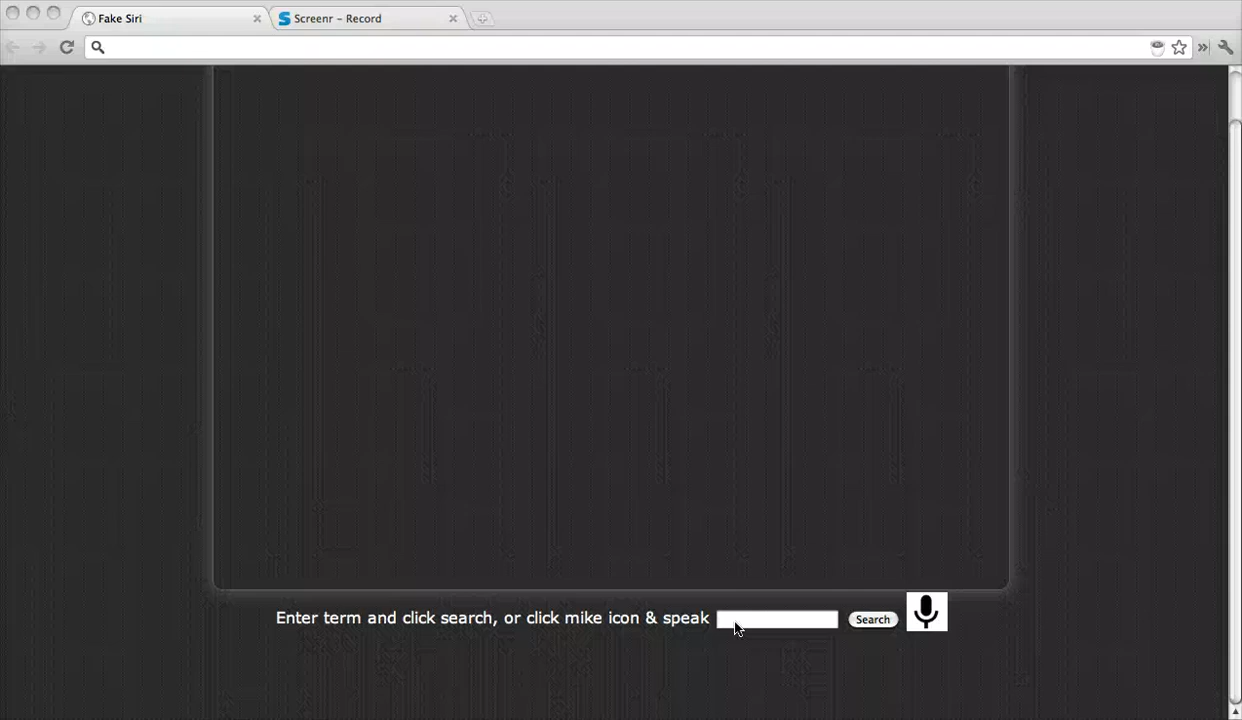 Fake Siri
Screenr – Record
Enter term and click search, or click mike icon & speak
Search